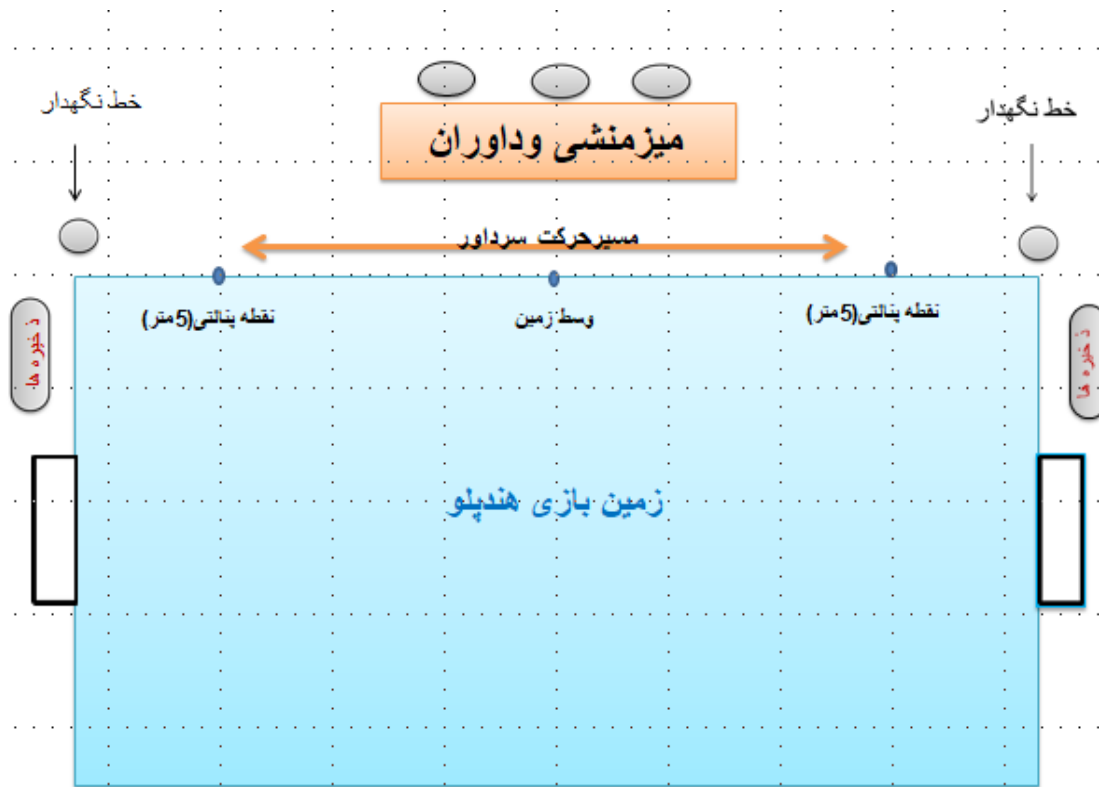 خط نگهدار
خط نگهدار
میزمنشی وداوران
مسیرحرکت سرداور
نقطه پنالتی(5متر)
وسط زمین
نقطه پنالتی(5متر)
ذخیره ها
ذخیره ها
زمین بازی هندپلو